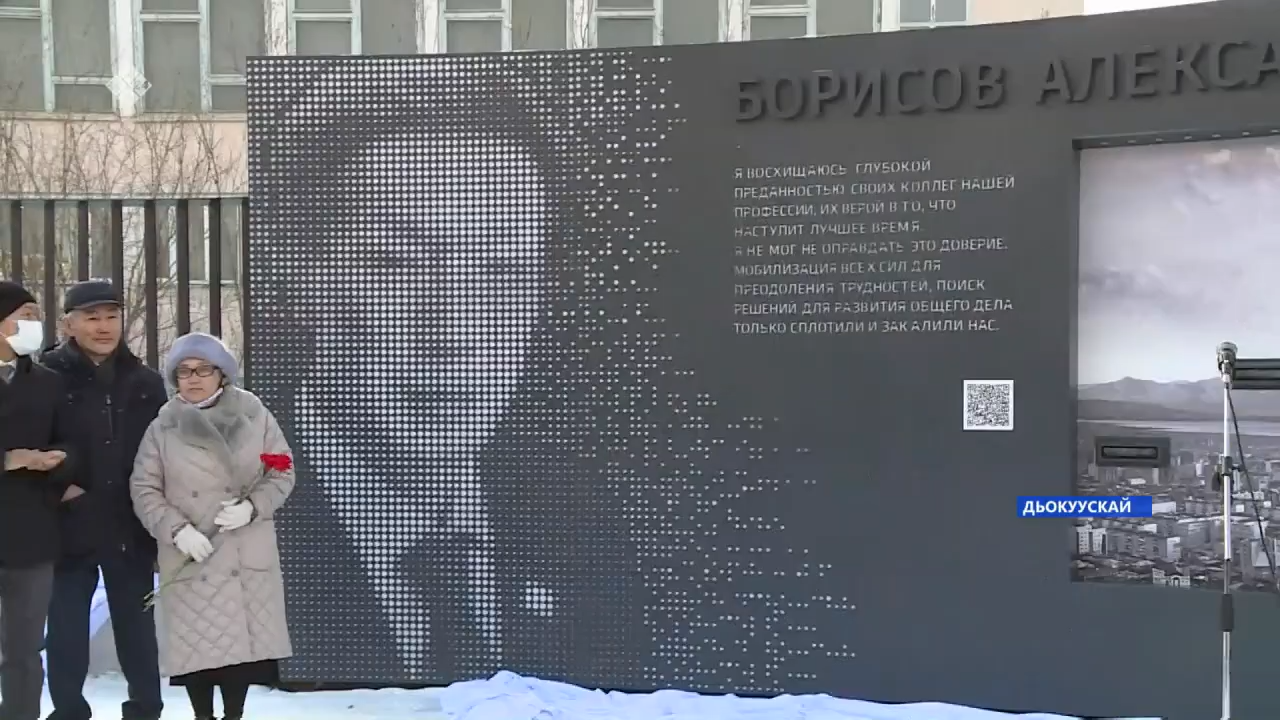 БОРИСОВ АЛЕКСА
Я ВОСХИЩАЮСЬ ГЛУБОКОЙ
ПРЕДАННОСТЬЮ СВОИХ КОЛЛЕГ НАШЕЙ
ПРОФЕССИИ, ИХ ВЕРОЙ В ТО, ЧТО
НАСТУПИТ ЛУЧШЕЕ ВРЕМЯ.
Я НЕ МОГ НЕ ОПРАВДАТЬ ЭТО ДОВЕРИЕ.
МОБИЛИЗАЦИЯ ВСЕХ СИЛ ДЛЯ
ПРЕОДОЛЕНИЯ ТРУДНОСТЕЙ, ПОИСК
РЕШЕНИЙ ДЛЯ РАЗВИТИЯ ОБЩЕГО ДЕЛА
ТОЛЬКО СПЛОТИЛИ И ЗАКАЛИЛИ НАС.
ДЬОКУУСКАЙ